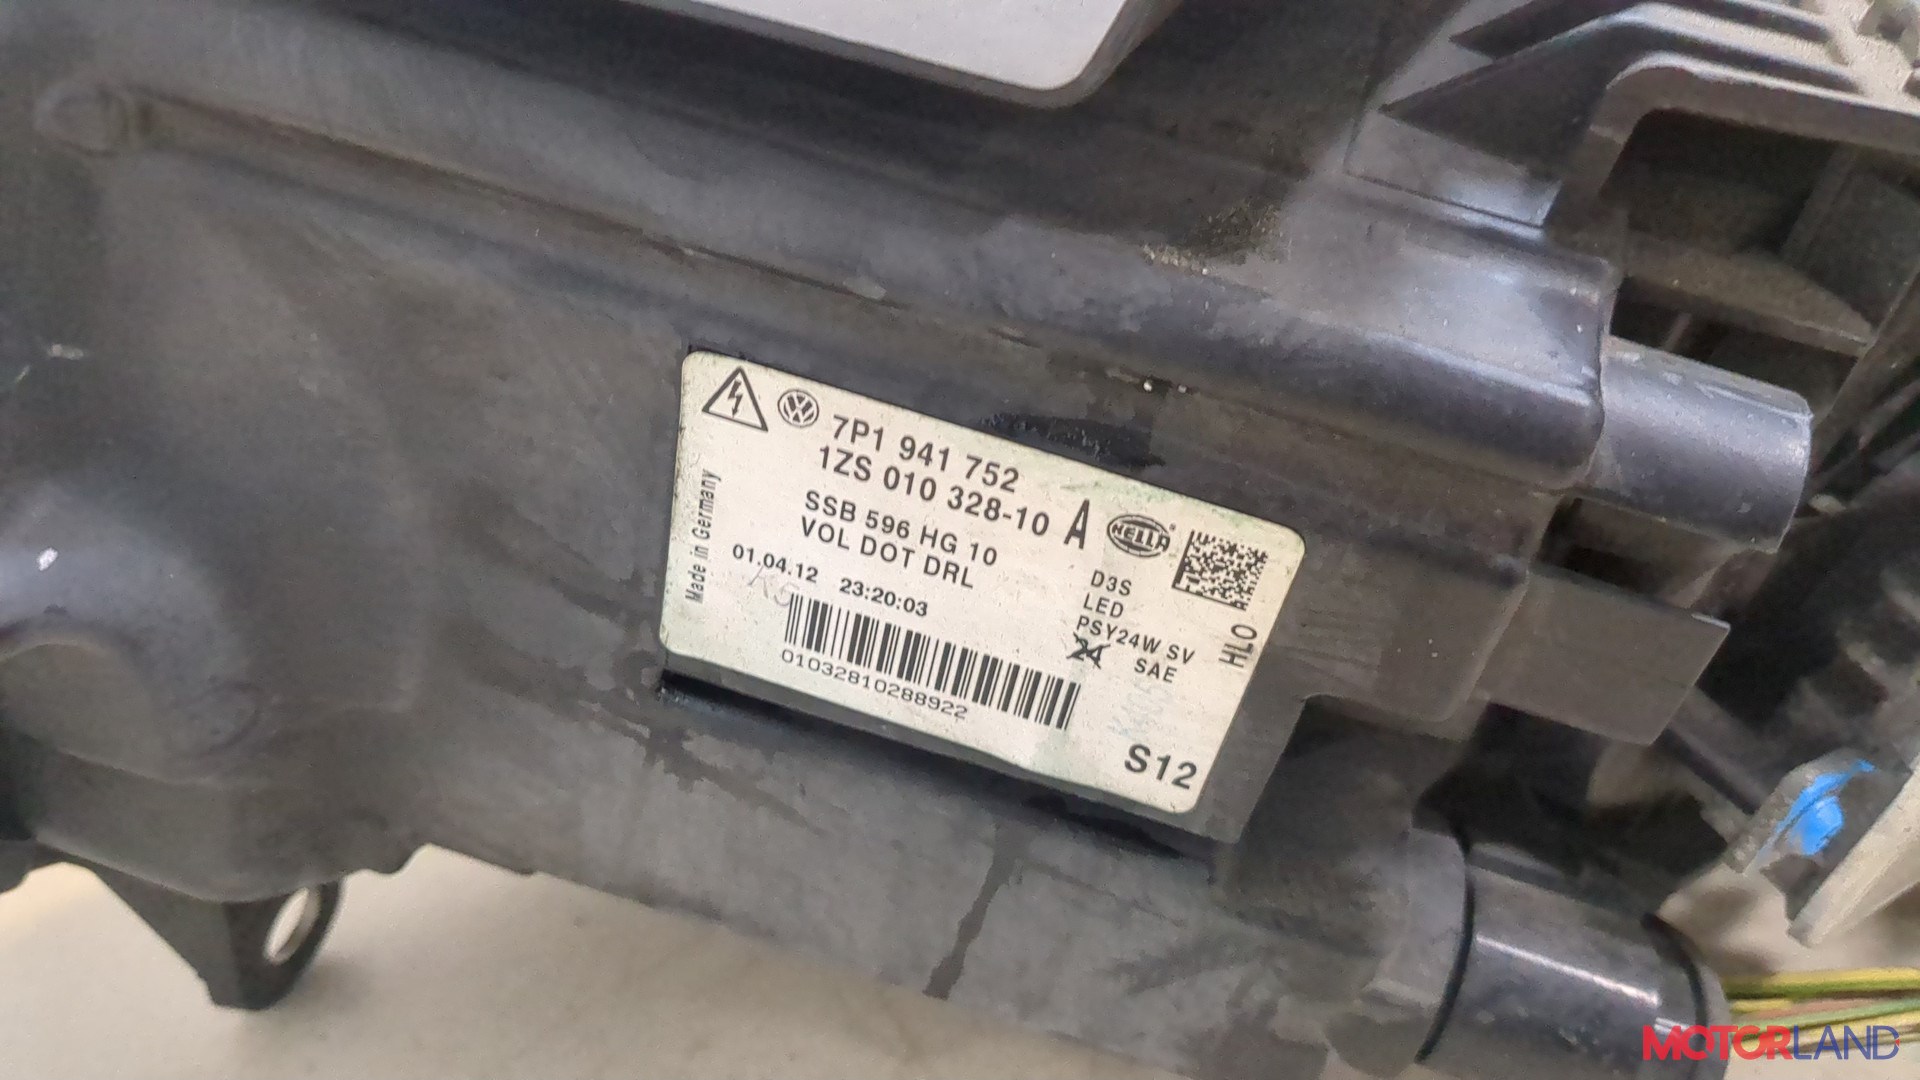 7P1 941 752
1ZS 010 328-10 A
HELLA
SSB 596 HG 10
VOL DOT DRL
Made in Germany
01.04.12 23:20:03
D3S
LED
PSY24W SV
24 SAE
HLO
01032810288922
S12
MOTORLAND